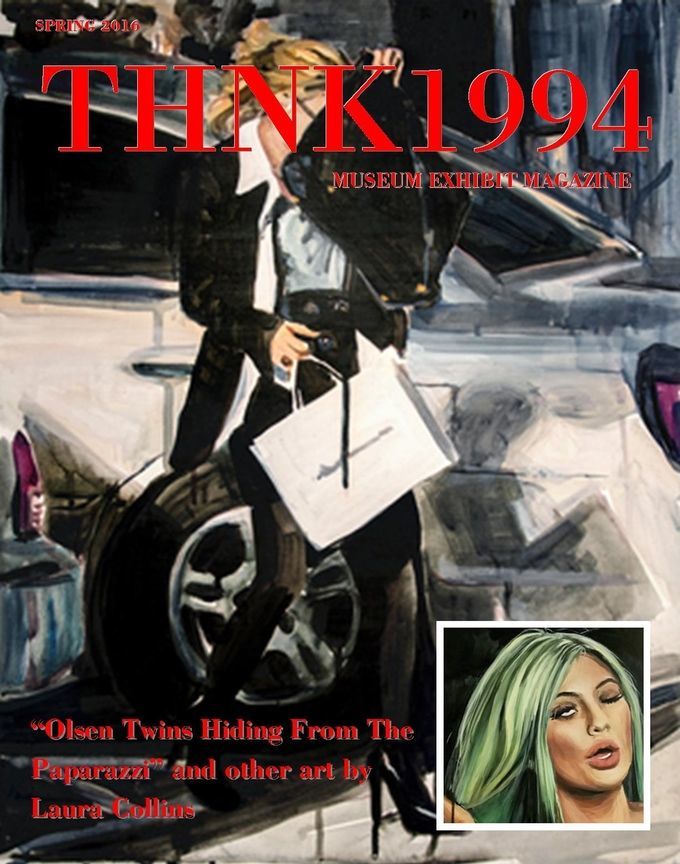 SPRING 2016
THNK1994
MUSEUM EXHIBIT MAGAZINE
“Olsen Twins Hiding From The
Paparazzi” and other art by
Laura Collins